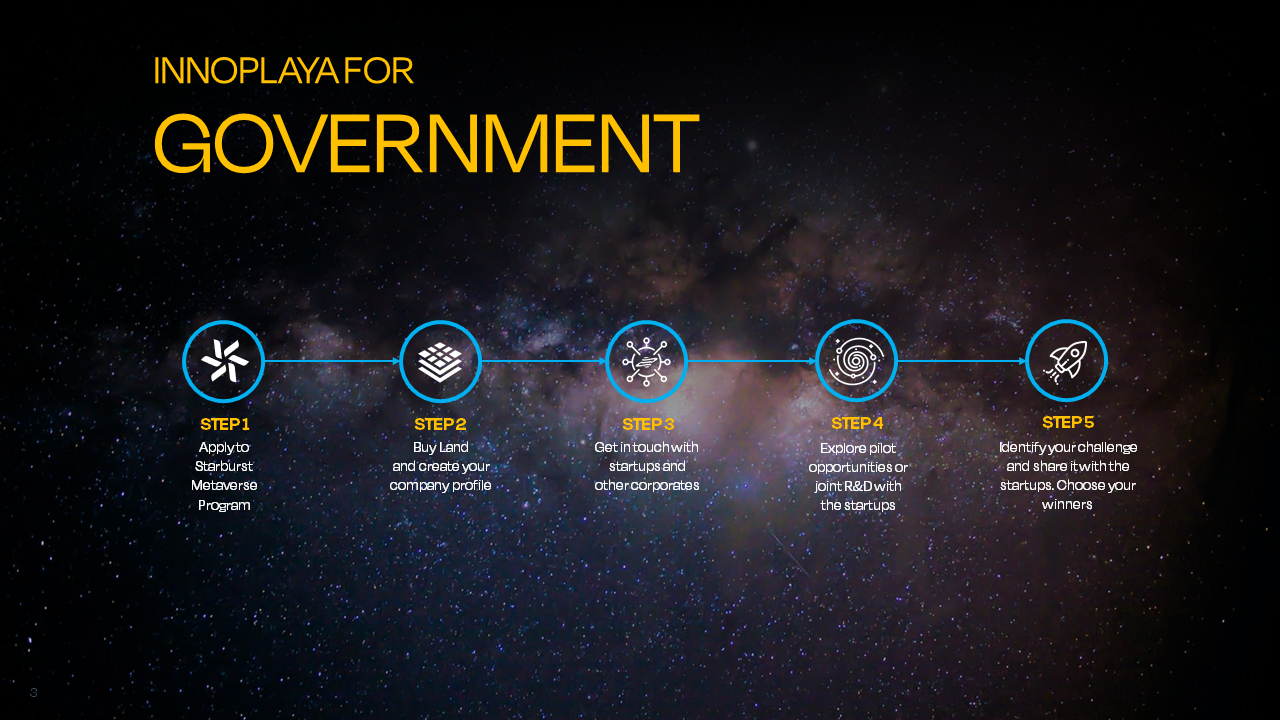 INNOPLAYA FOR
GOVERNMENT
STEP 1
Apply to
Starburst
Metaverse
Program
STEP 2
Buy Land
and create your
company profile
STEP 3
Get in touch with
startups and
other corporates
STEP 4
Explore pilot
opportunities or
joint R&D with
the startups
STEP 5
Identify your challenge
and share it with the
startups. Choose your
winners
3